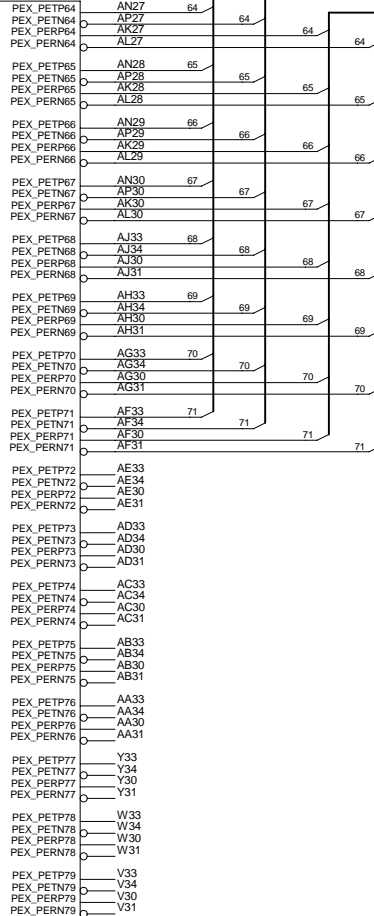 PEX_PETP64 AN27 64
PEX_PETN64 AP27 64
PEX_PERP64 AK27 64
PEX_PERN64 AL27 64
PEX_PETP65 AN28 65
PEX_PETN65 AP28 65
PEX_PERP65 AK28 65
PEX_PERN65 AL28 65
PEX_PETP66 AN29 66
PEX_PETN66 AP29 66
PEX_PERP66 AK29 66
PEX_PERN66 AL29 66
PEX_PETP67 AN30 67
PEX_PETN67 AP30 67
PEX_PERP67 AK30 67
PEX_PERN67 AL30 67
PEX_PETP68 AJ33 68
PEX_PETN68 AJ34 68
PEX_PERP68 AJ30 68
PEX_PERN68 AJ31 68
PEX_PETP69 AH33 69
PEX_PETN69 AH34 69
PEX_PERP69 AH30 69
PEX_PERN69 AH31 69
PEX_PETP70 AG33 70
PEX_PETN70 AG34 70
PEX_PERP70 AG30 70
PEX_PERN70 AG31 70
PEX_PETP71 AF33 71
PEX_PETN71 AF34 71
PEX_PERP71 AF30 71
PEX_PERN71 AF31 71
PEX_PETP72 AE33
PEX_PETN72 AE34
PEX_PERP72 AE30
PEX_PERN72 AE31
PEX_PETP73 AD33
PEX_PETN73 AD34
PEX_PERP73 AD30
PEX_PERN73 AD31
PEX_PETP74 AC33
PEX_PETN74 AC34
PEX_PERP74 AC30
PEX_PERN74 AC31
PEX_PETP75 AB33
PEX_PETN75 AB34
PEX_PERP75 AB30
PEX_PERN75 AB31
PEX_PETP76 AA33
PEX_PETN76 AA34
PEX_PERP76 AA30
PEX_PERN76 AA31
PEX_PETP77 Y33
PEX_PETN77 Y34
PEX_PERP77 Y30
PEX_PERN77 Y31
PEX_PETP78 W33
PEX_PETN78 W34
PEX_PERP78 W30
PEX_PERN78 W31
PEX_PETP79 V33
PEX_PETN79 V34
PEX_PERP79 V30
PEX_PERN79 V31